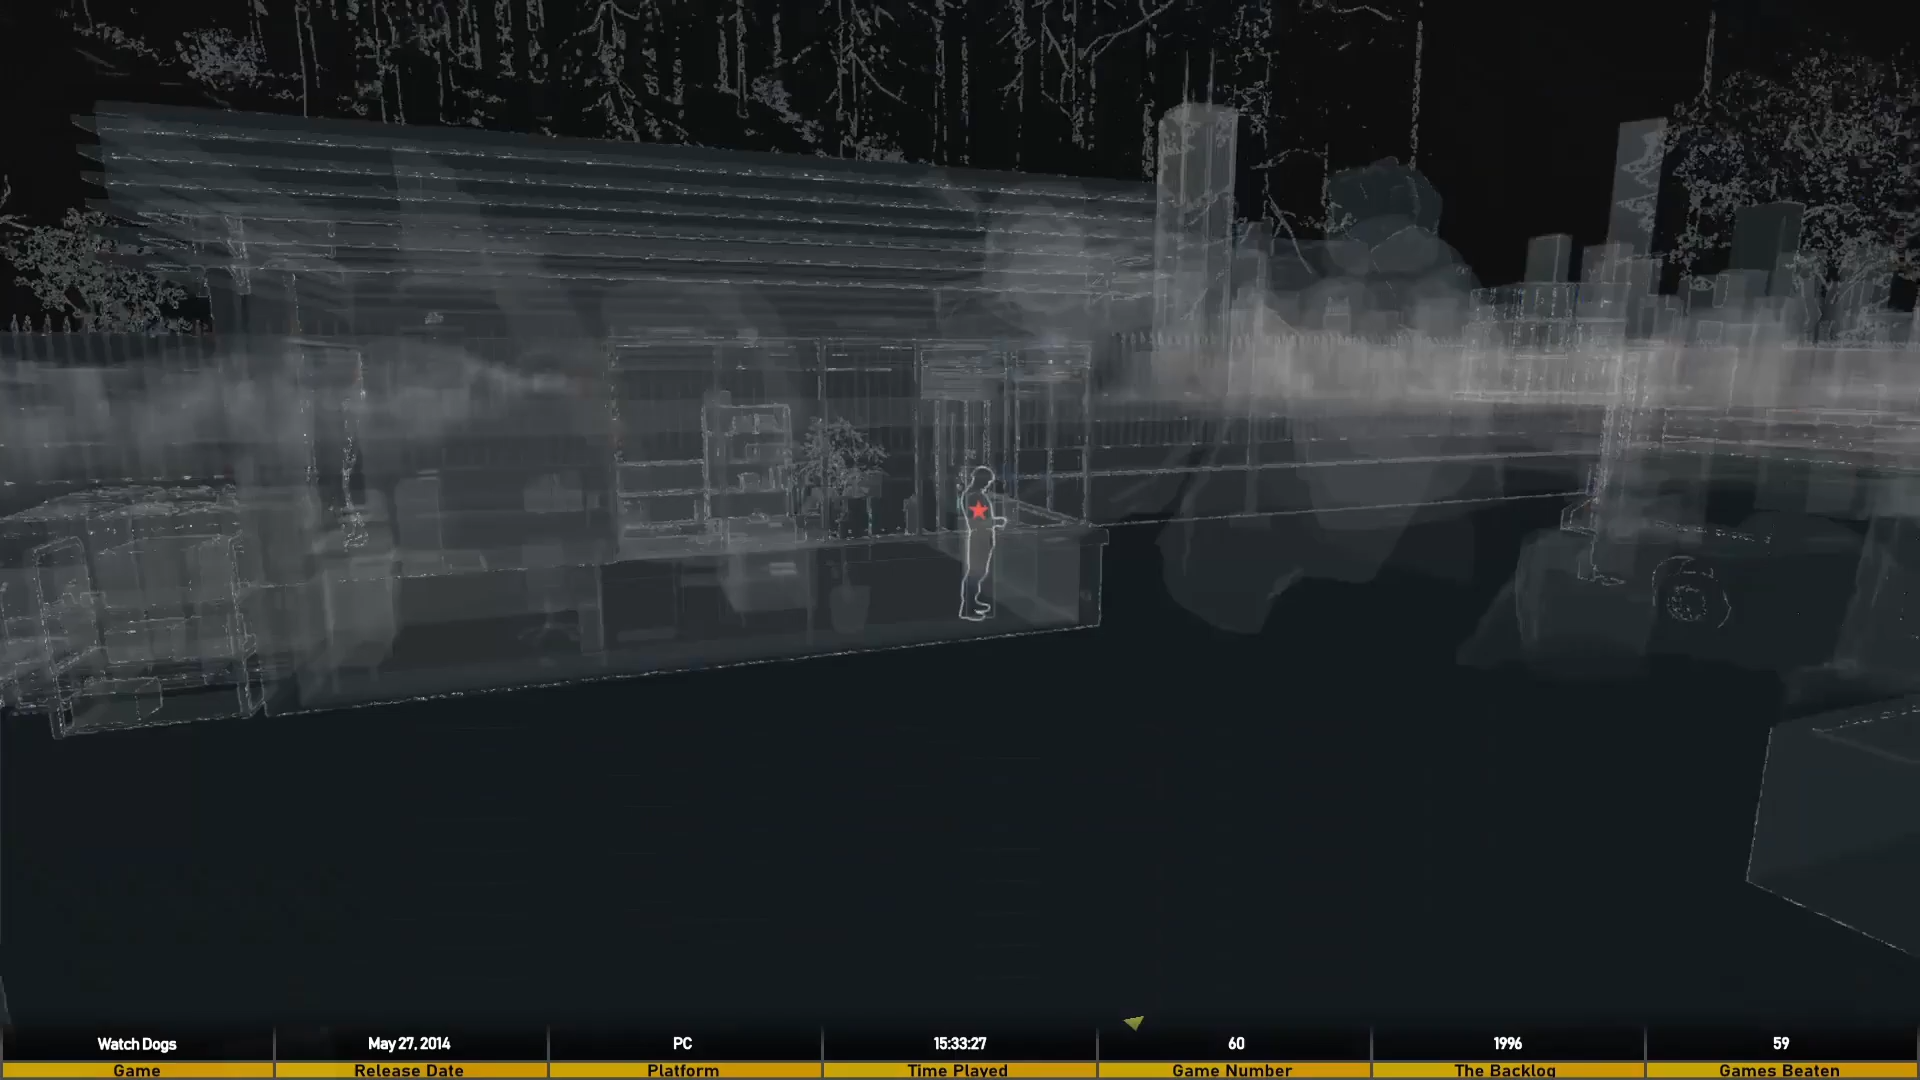 Watch Dogs May 27, 2014 PC 15:33:27 60 1996 59
Game Release Date Platform Time Played Game Number The Backlog Games Beaten